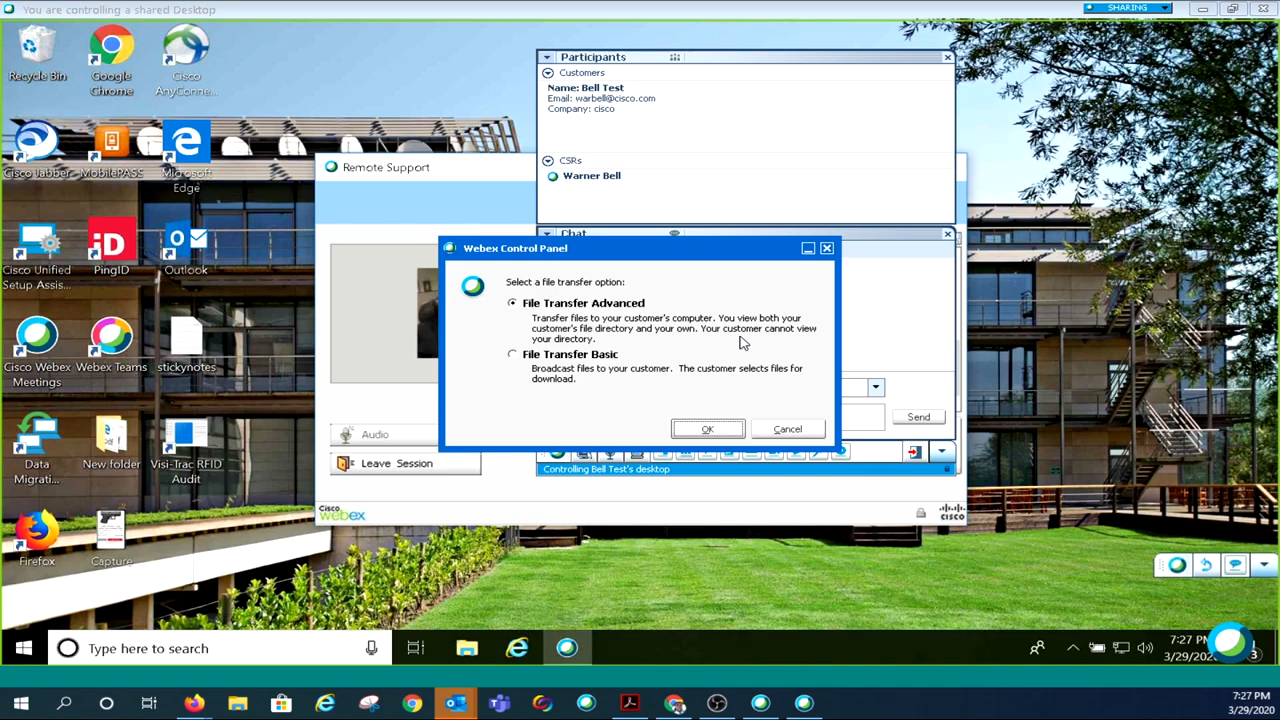 You are controlling a shared Desktop
SHARING
Recycle Bin
Google
Chrome
Cisco
AnyConne...
Cisco Jabber
MobilePASS
Microsoft
Edge
Cisco Unified
Setup Assis...
PingID
Outlook
Cisco Webex
Meetings
Webex Teams
stickynotes
Data
Migrati...
New folder
Visi-Trac RFID
Audit
Firefox
Capture
Participants
Customers
Name: Bell Test
Email: warbell@cisco.com
Company: cisco
CSRs
Warner Bell
Remote Support
Chat
Webex Control Panel
Select a file transfer option:
File Transfer Advanced
Transfer files to your customer's computer. You view both your
customer's file directory and your own. Your customer cannot view
your directory.
File Transfer Basic
Broadcast files to your customer. The customer selects files for
download.
OK
Cancel
Send
Audio
Leave Session
Controlling Bell Test's desktop
Cisco
webex
cisco
Type here to search
7:27 PM
3/29/2020
3
7:27 PM
3/29/2020